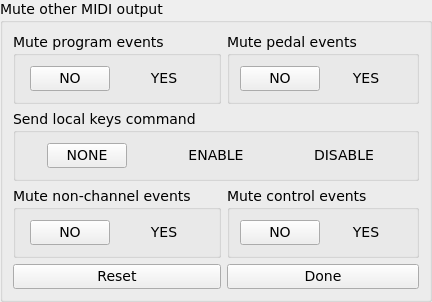 Mute other MIDI output
Mute program events Mute pedal events
NO YES NO YES
Send local keys command
NONE ENABLE DISABLE
Mute non-channel events Mute control events
NO YES NO YES
Reset Done